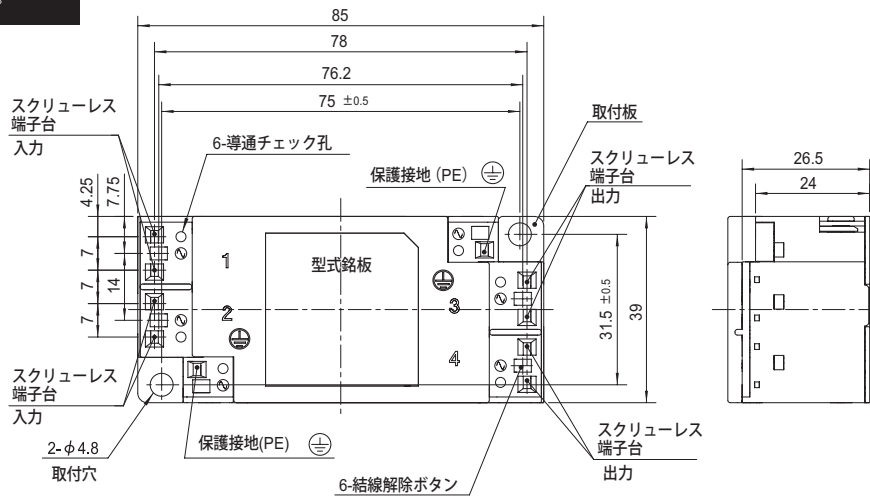 85
78
76.2
75 ±0.5
スクリューレス
端子台
入力
6-導通チェック孔
保護接地 (PE)
取付板
スクリューレス
端子台
出力
26.5
24
4.25
7.75
7
7
14
7
1
2
型式銘板
3
4
31.5 ±0.5
39
スクリューレス
端子台
入力
2-φ4.8
取付穴
保護接地(PE)
6-結線解除ボタン
スクリューレス
端子台
出力